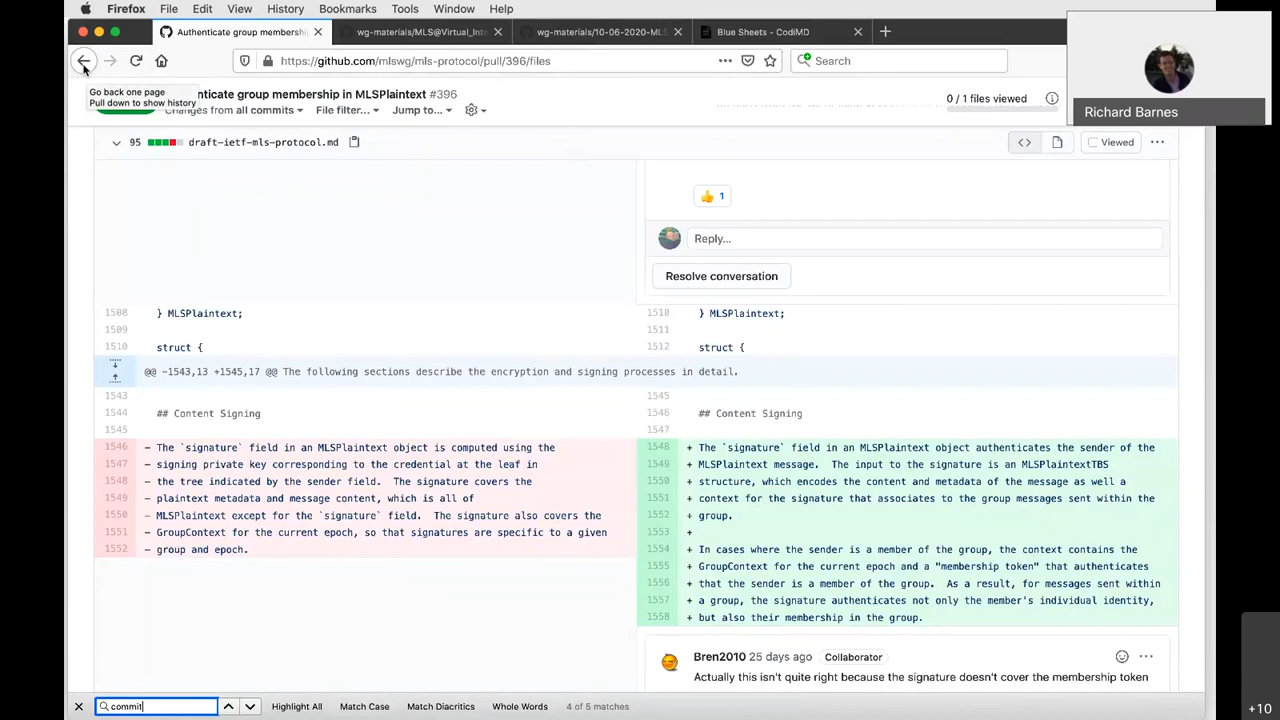 Firefox File Edit View History Bookmarks Tools Window Help
Authenticate group membership
wg-materials/MLS@Virtual_Inte
wg-materials/10-06-2020-MLS
Blue Sheets - CodiMD
https://github.com/mlswg/mls-protocol/pull/396/files
Search
Go back one page
Pull down to show history
nticate group membership in MLSPlaintext #396
Changes from all commits
File filter...
Jump to...
0 / 1 files viewed
Richard Barnes
95 draft-ietf-mls-protocol.md
Viewed
👍 1
Reply...
Resolve conversation
1508 } MLSPlaintext;
1509
1510 struct {
1510 } MLSPlaintext;
1511
1512 struct {
@@ -1543,13 +1545,17 @@ The following sections describe the encryption and signing processes in detail.
1543
1544 ## Content Signing
1545
1546 - The `signature` field in an MLSPlaintext object is computed using the
1547 - signing private key corresponding to the credential at the leaf in
1548 - the tree indicated by the sender field. The signature covers the
1549 - plaintext metadata and message content, which is all of
1550 - MLSPlaintext except for the `signature` field. The signature also covers the
1551 - GroupContext for the current epoch, so that signatures are specific to a given
1552 - group and epoch.
1545
1546 ## Content Signing
1547
1548 + The `signature` field in an MLSPlaintext object authenticates the sender of the
1549 + MLSPlaintext message. The input to the signature is an MLSPlaintextTBS
1550 + structure, which encodes the content and metadata of the message as well a
1551 + context for the signature that associates to the group messages sent within the
1552 + group.
1553 +
1554 + In cases where the sender is a member of the group, the context contains the
1555 + GroupContext for the current epoch and a "membership token" that authenticates
1556 + that the sender is a member of the group. As a result, for messages sent within
1557 + a group, the signature authenticates not only the member's individual identity,
1558 + but also their membership in the group.
Bren2010 25 days ago Collaborator
Actually this isn't quite right because the signature doesn't cover the membership token
commit
Highlight All
Match Case
Match Diacritics
Whole Words
4 of 5 matches
+10